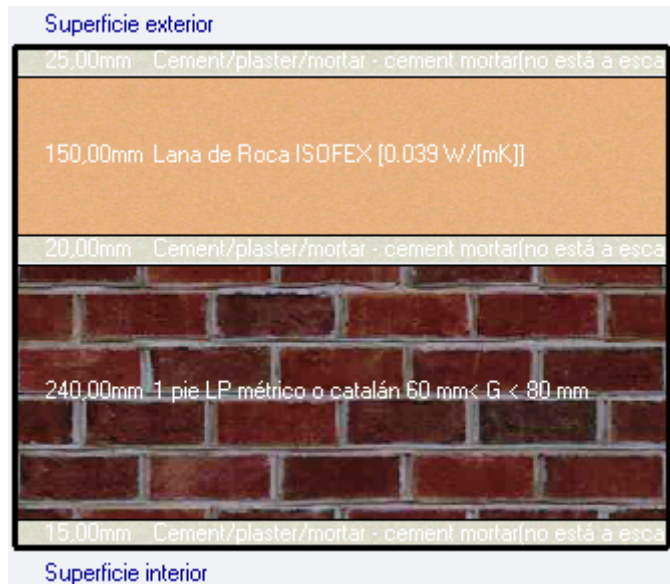 Superficie exterior
25,00mm Cement/plaster/mortar - cement mortar(no está a esca
150,00mm Lana de Roca ISOFEX [0.039 W/[mK]]
20,00mm Cement/plaster/mortar - cement mortar(no está a esca
240,00mm 1 pie LP métrico o catalán 60 mm< G < 80 mm
15,00mm Cement/plaster/mortar - cement mortar(no está a esca
Superficie interior